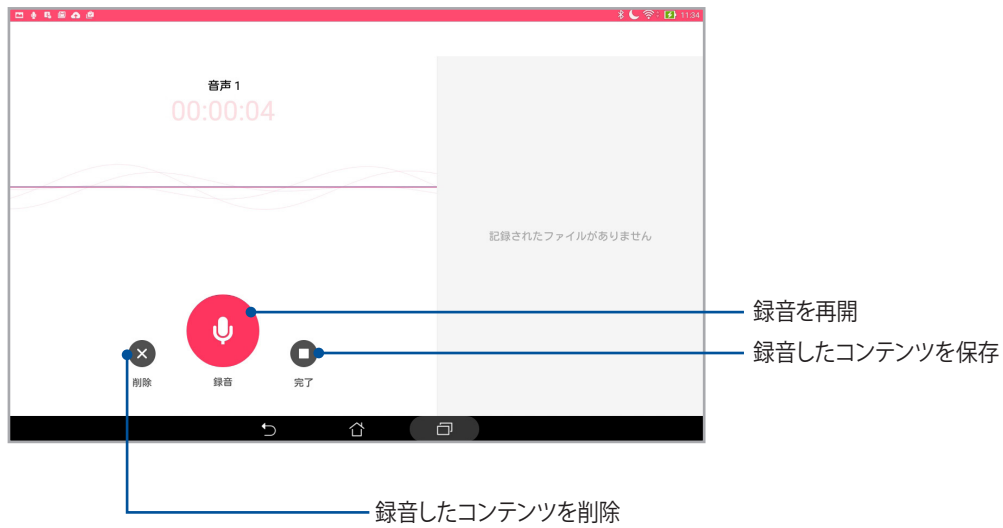 11:34
音声 1
00:00:04
記録されたファイルがありません
録音を再開
録音したコンテンツを保存
削除
録音
完了
録音したコンテンツを削除